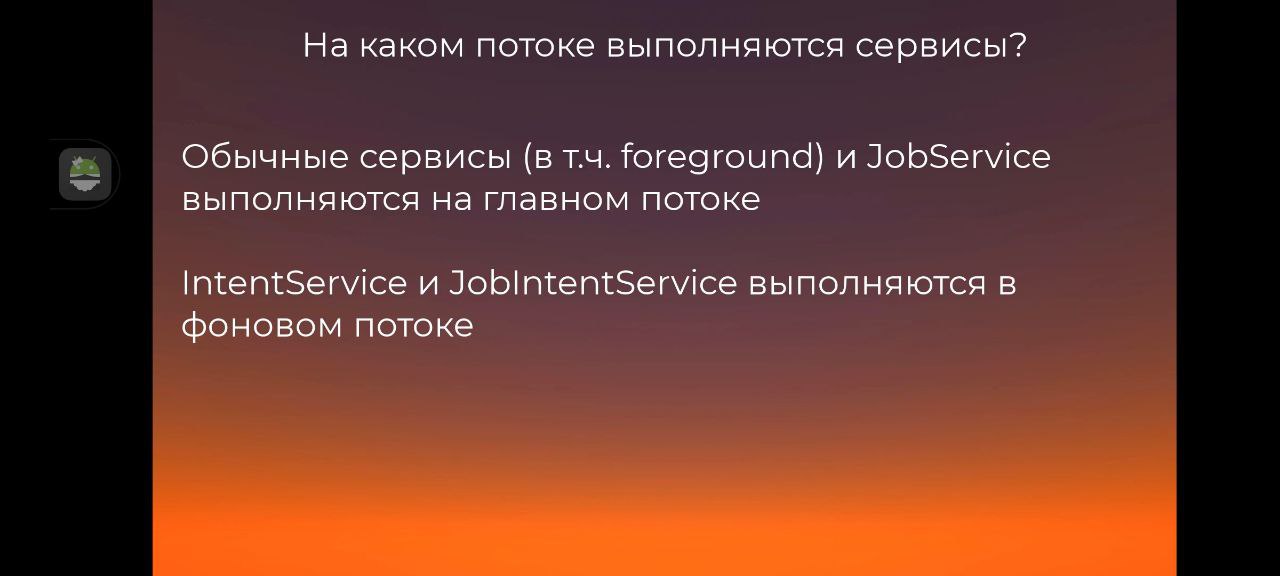 На каком потоке выполняются сервисы?
Обычные сервисы (в т.ч. foreground) и JobService
выполняются на главном потоке
IntentService и JobIntentService выполняются в
фоновом потоке